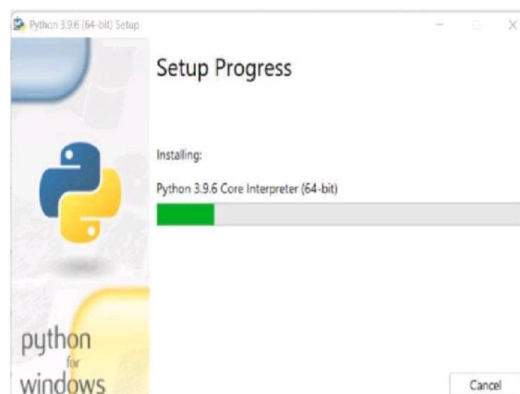 Python 3.9.6 (64-bit) Setup
Setup Progress
Installing:
Python 3.9.6 Core Interpreter (64-bit)
python
for
windows
Cancel